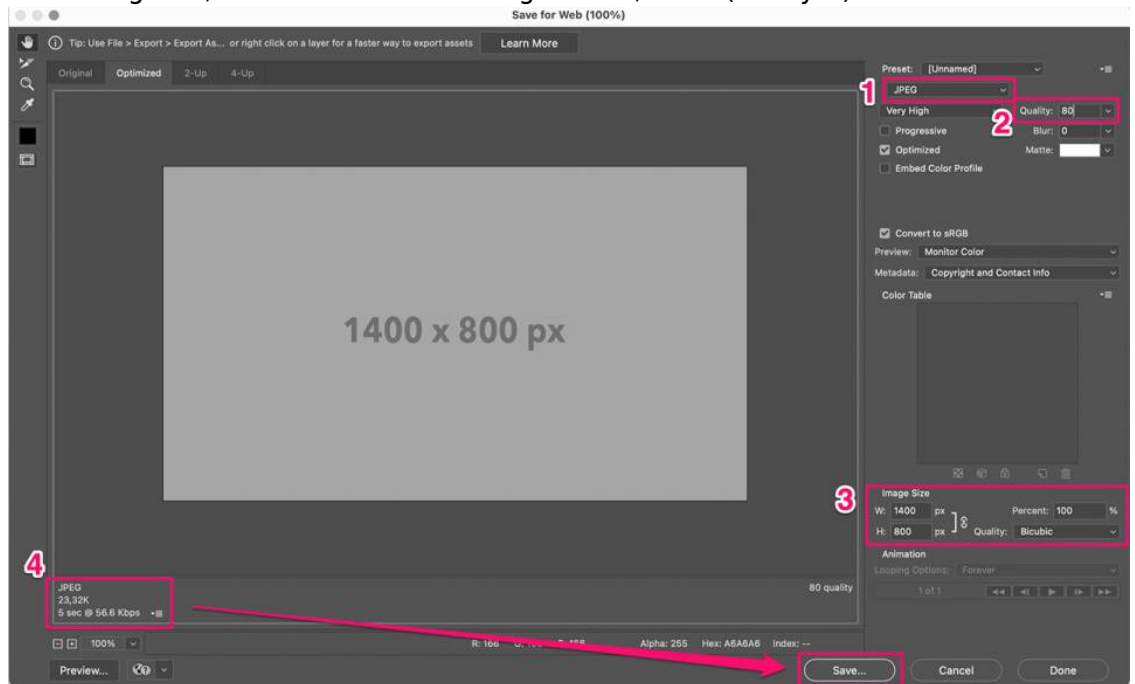 Save for Web (100%)
Tip: Use File > Export > Export As... or right click on a layer for a faster way to export assets
Learn More
Original Optimized 2-Up 4-Up
Preset: [Unnamed]
1
JPEG
Very High
2
Quality: 80
Progressive
Blur: 0
Optimized
Matte:
Embed Color Profile
Convert to sRGB
Preview: Monitor Color
Metadata: Copyright and Contact Info
Color Table
1400 x 800 px
3
Image Size
W: 1400 px
Percent: 100 %
H: 800 px
Quality: Bicubic
Animation
Looping Options: Forever
1 of 1
4
JPEG
23,32K
5 sec @ 56.6 Kbps
80 quality
100%
R: 166
Alpha: 255 Hex: A6A6A6 Index: --
Preview...
Save... Cancel Done